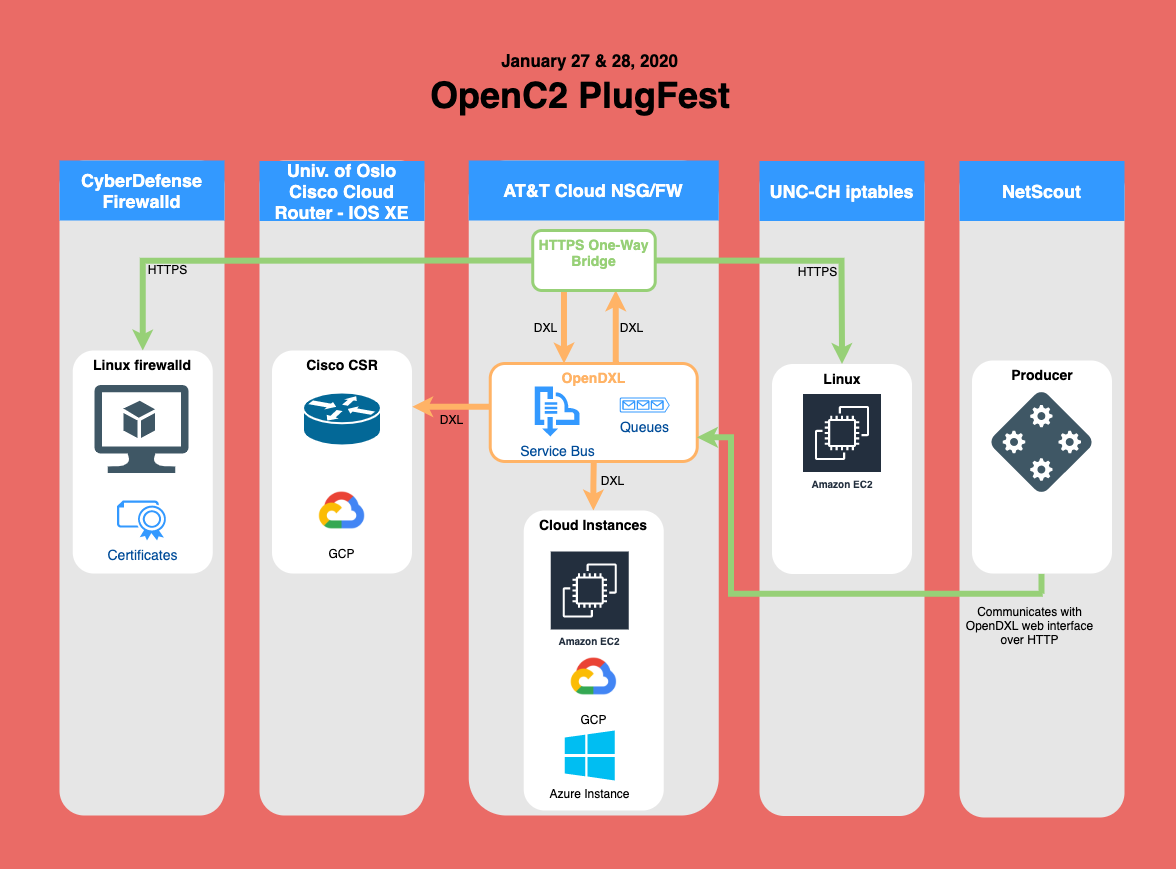 January 27 & 28, 2020
OpenC2 PlugFest
CyberDefense
Firewalld
Univ. of Oslo
Cisco Cloud
Router - IOS XE
AT&T Cloud NSG/FW
UNC-CH iptables
NetScout
HTTPS One-Way
Bridge
HTTPS
HTTPS
DXL
DXL
Linux firewalld
Certificates
Cisco CSR
GCP
DXL
OpenDXL
Service Bus
Queues
DXL
Cloud Instances
Amazon EC2
GCP
Azure Instance
Linux
Amazon EC2
Producer
Communicates with
OpenDXL web interface
over HTTP